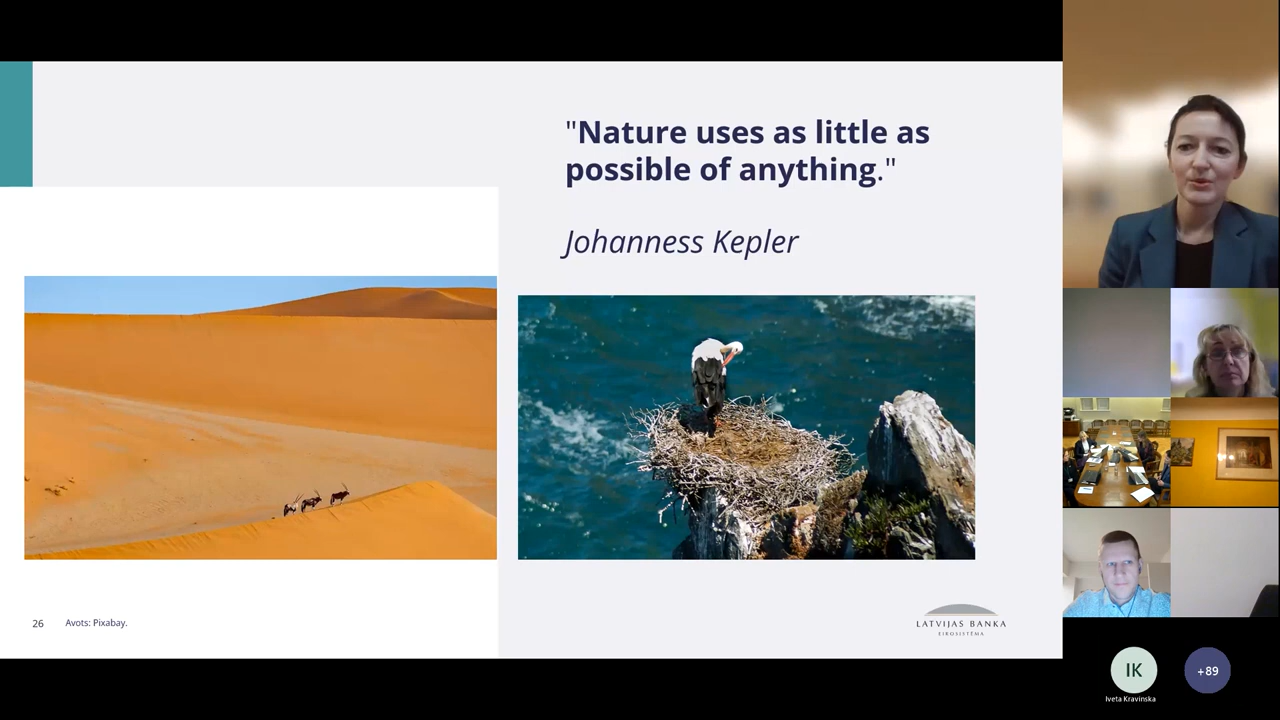 "Nature uses as little as
possible of anything."
Johanness Kepler
26
Avots: Pixabay.
LATVIJAS BANKA
EIROSISTĒMA
IK
Iveta Kravinska
+89